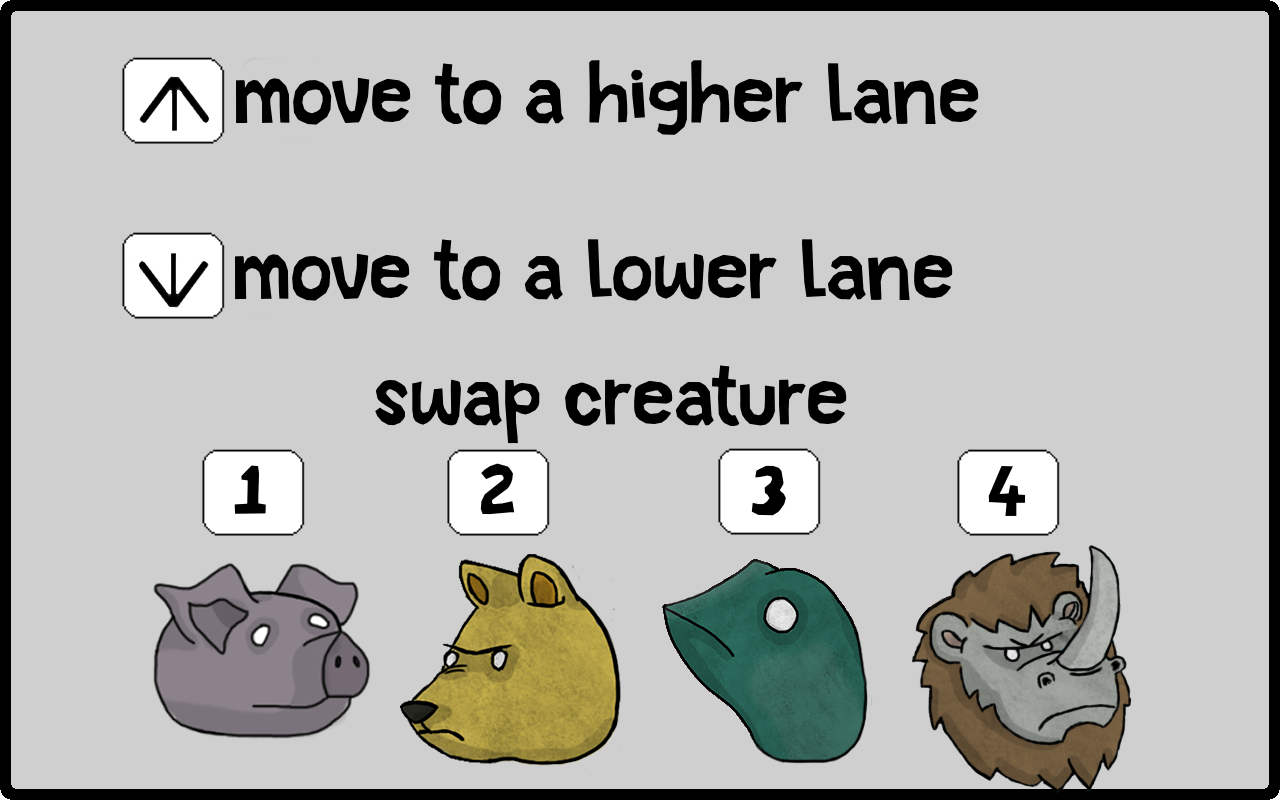 ↑ move to a higher lane
↓ move to a lower lane
swap creature
1 2 3 4